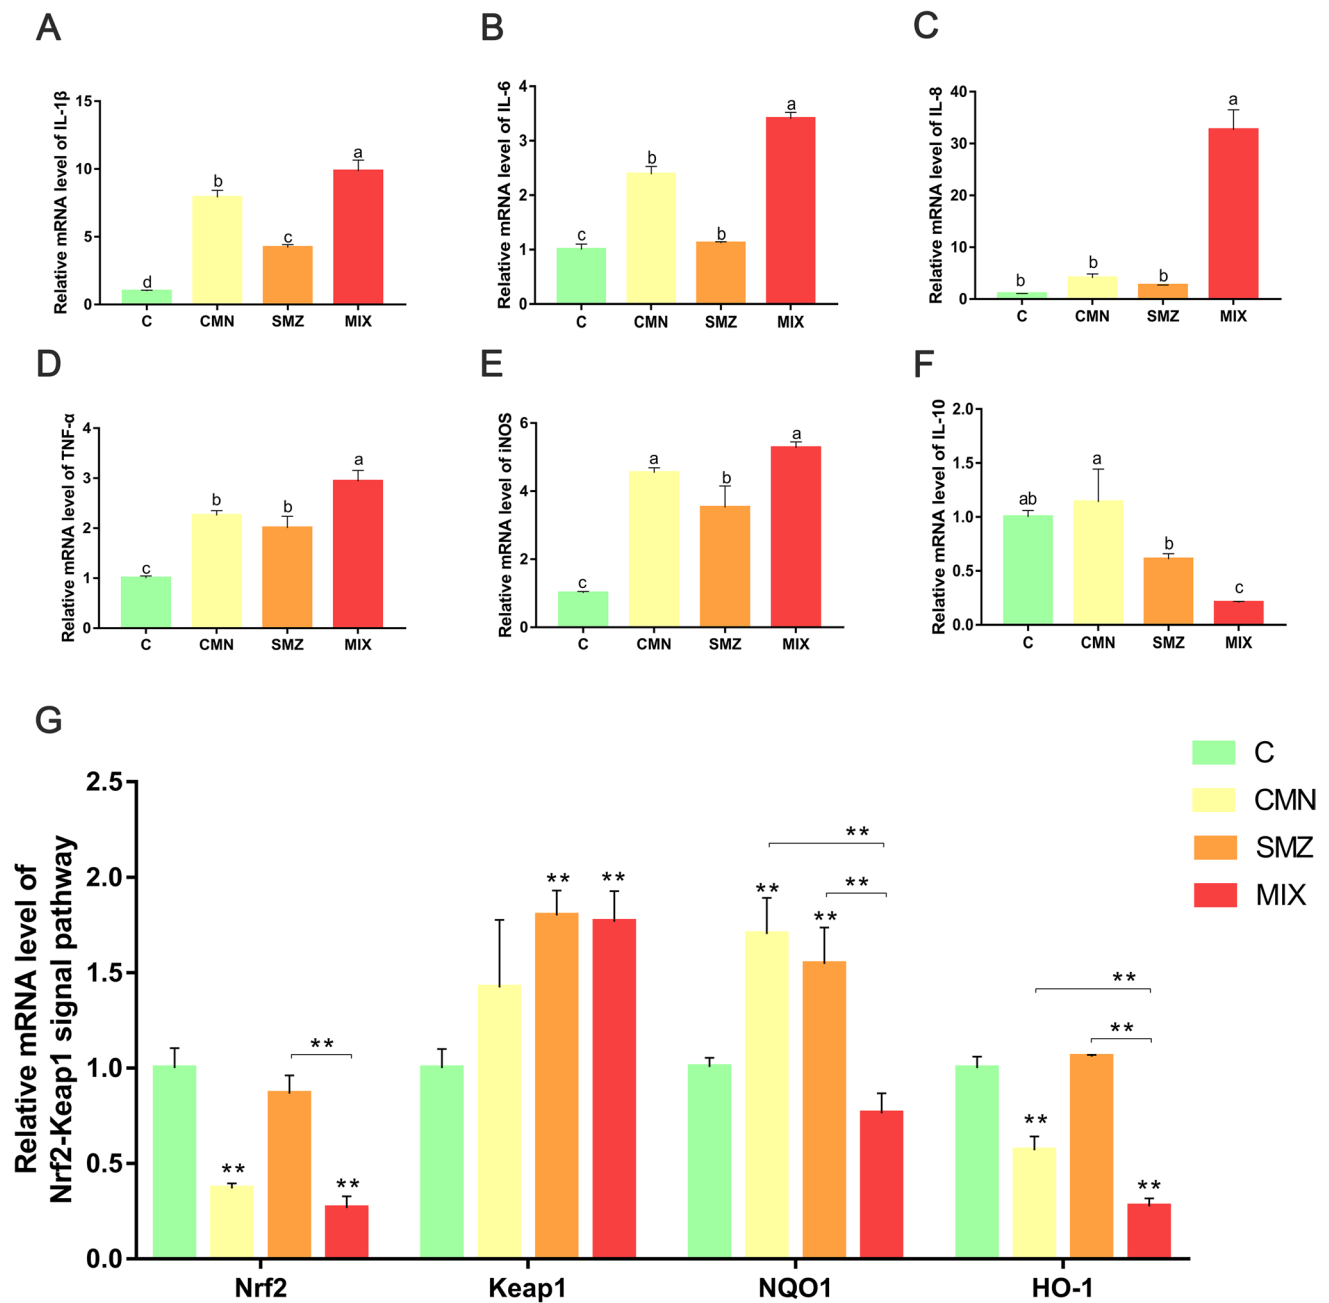 A
Relative mRNA level of IL-1β
15
10
5
0
d
b
c
a
C CMN SMZ MIX
B
Relative mRNA level of IL-6
4
3
2
1
0
c
b
b
a
C CMN SMZ MIX
C
Relative mRNA level of IL-8
40
30
20
10
0
b
b
b
a
C CMN SMZ MIX
D
Relative mRNA level of TNF-α
4
3
2
1
0
c
b
b
a
C CMN SMZ MIX
E
Relative mRNA level of iNOS
6
4
2
0
c
a
b
a
C CMN SMZ MIX
F
Relative mRNA level of IL-10
2.0
1.5
1.0
0.5
0.0
ab
a
b
c
C CMN SMZ MIX
G
Relative mRNA level of
Nrf2-Keap1 signal pathway
2.5
2.0
1.5
1.0
0.5
0.0
**
**
**
**
**
**
**
**
**
**
**
**
**
Nrf2 Keap1 NQO1 HO-1
C
CMN
SMZ
MIX